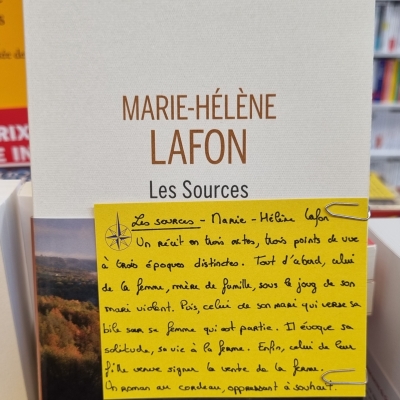 MARIE-HÉLÈNE
LAFON
Les Sources
RIX
E IN
Les sources - Marie-Hélène Lafon
Un récit en trois actes, trois points de vue
à trois époques distinctes. Tout d'abord, celui
de la femme, mère de famille, sous le joug de son
mari violent. Puis, celui de son mari qui verse sa
bile sur sa femme qui est partie. Il évoque sa
solitude, sa vie à la ferme. Enfin, celui de leur
fille venue signer la vente de la ferme.
Un roman au cordeau, oppressant à souhait.